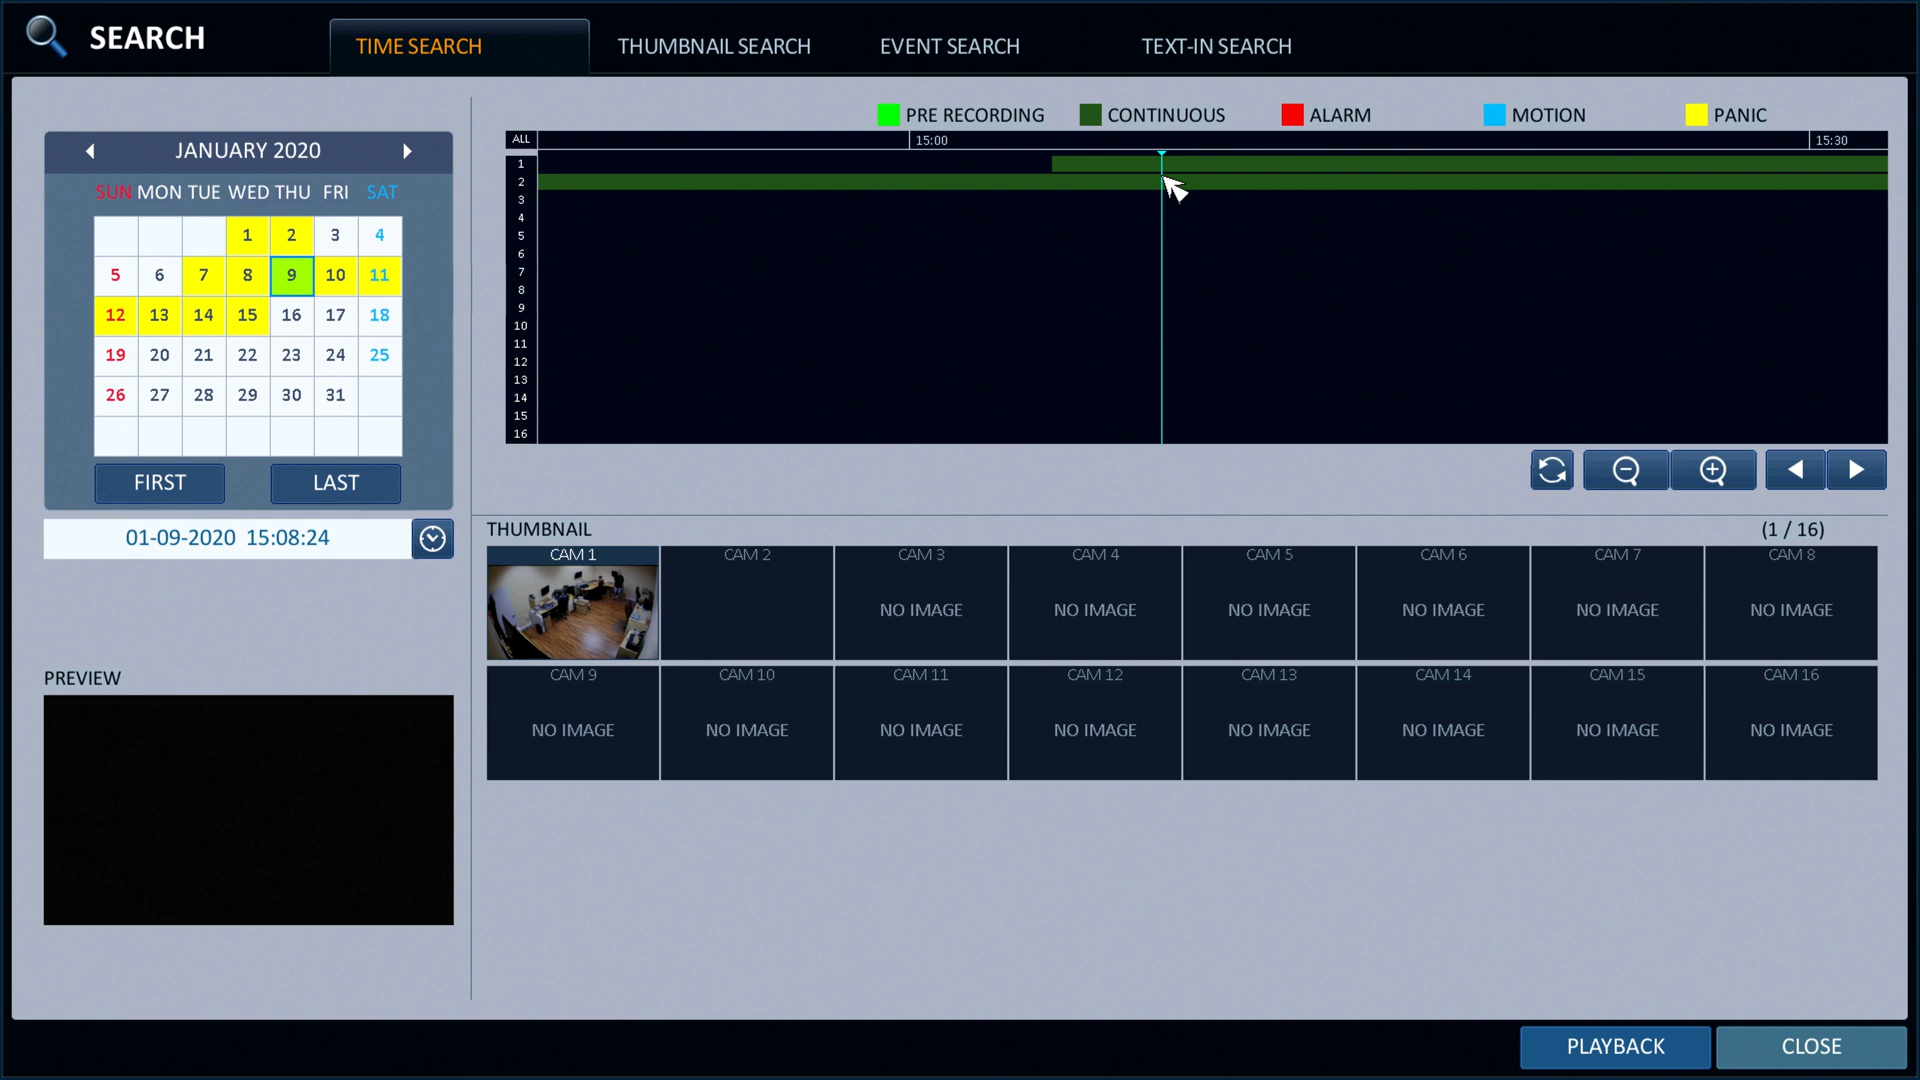 SEARCH
TIME SEARCH
THUMBNAIL SEARCH
EVENT SEARCH
TEXT-IN SEARCH
PRE RECORDING
CONTINUOUS
ALARM
MOTION
PANIC
JANUARY 2020
SUN MON TUE WED THU FRI SAT
1 2 3 4
5 6 7 8 9 10 11
12 13 14 15 16 17 18
19 20 21 22 23 24 25
26 27 28 29 30 31
FIRST
LAST
01-09-2020 15:08:24
PREVIEW
ALL
15:00
15:30
1
2
3
4
5
6
7
8
9
10
11
12
13
14
15
16
THUMBNAIL
(1 / 16)
CAM 1
CAM 2
CAM 3
NO IMAGE
CAM 4
NO IMAGE
CAM 5
NO IMAGE
CAM 6
NO IMAGE
CAM 7
NO IMAGE
CAM 8
NO IMAGE
CAM 9
NO IMAGE
CAM 10
NO IMAGE
CAM 11
NO IMAGE
CAM 12
NO IMAGE
CAM 13
NO IMAGE
CAM 14
NO IMAGE
CAM 15
NO IMAGE
CAM 16
NO IMAGE
PLAYBACK
CLOSE